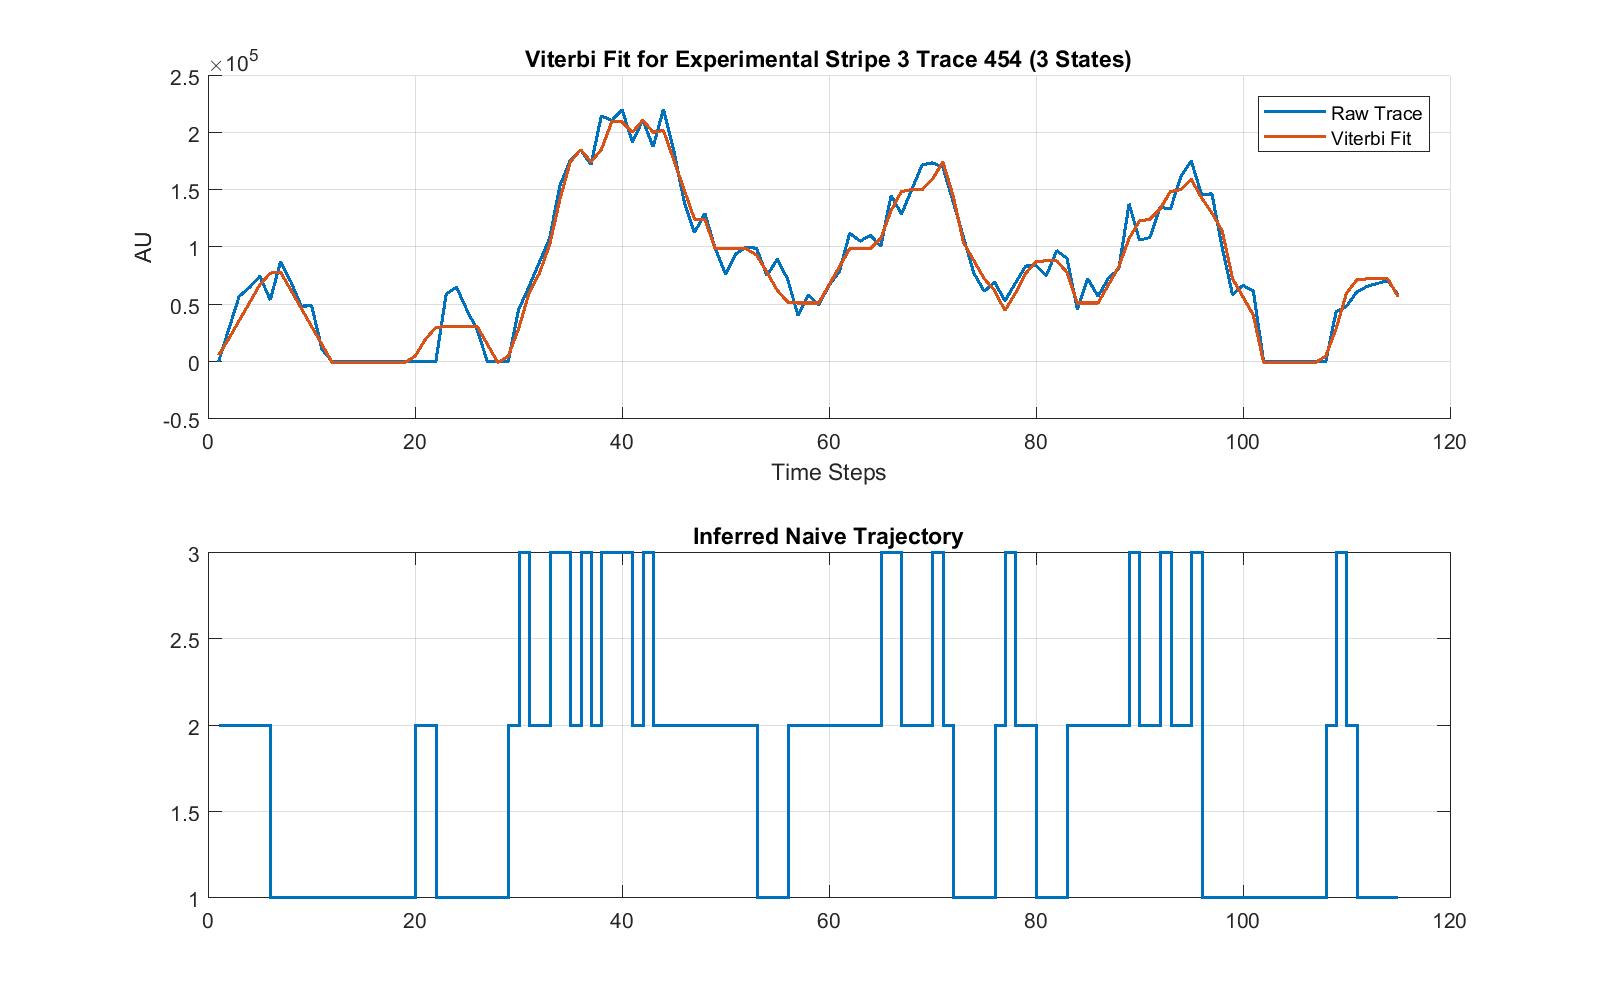 Viterbi Fit for Experimental Stripe 3 Trace 454 (3 States)
×10^5
2.5
2
1.5
1
0.5
0
-0.5
AU
Raw Trace
Viterbi Fit
0 20 40 60 80 100 120
Time Steps
Inferred Naive Trajectory
3
2.5
2
1.5
1
0 20 40 60 80 100 120